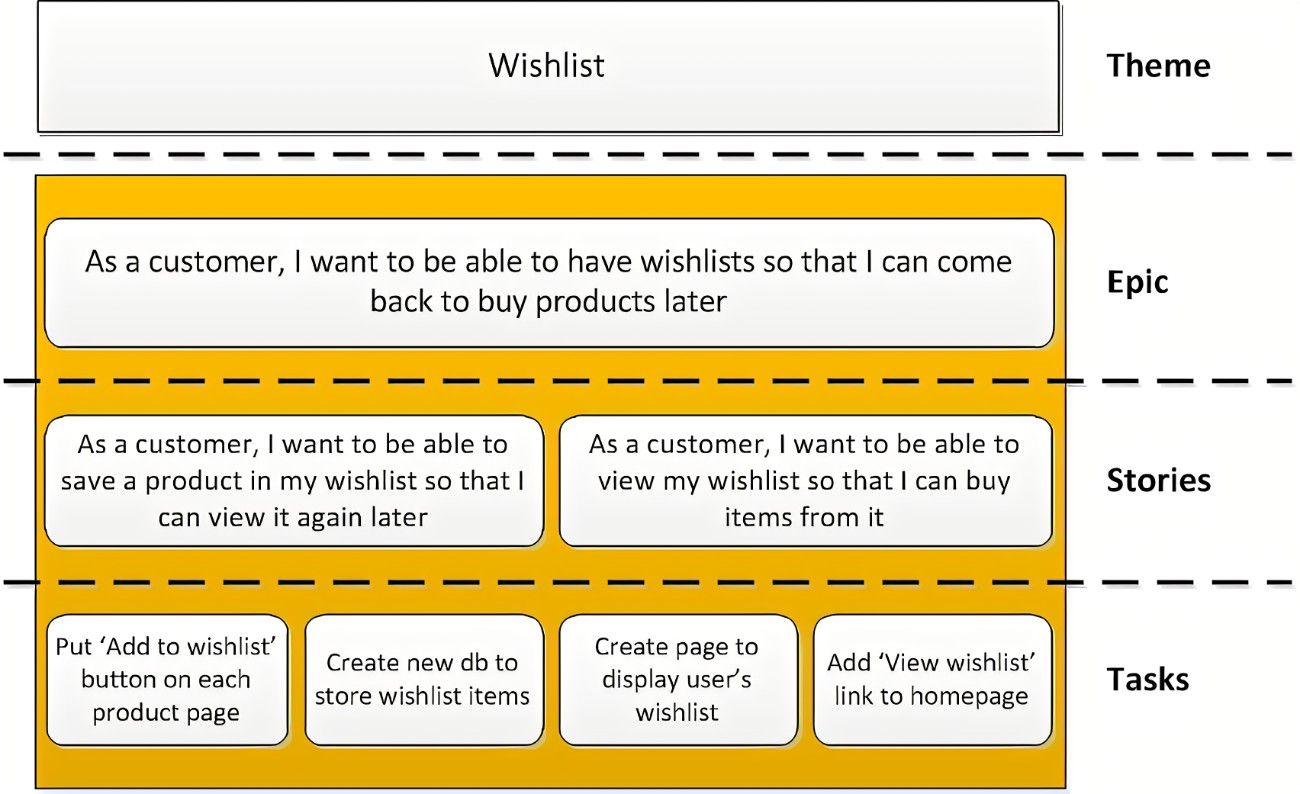 Wishlist
Theme
As a customer, I want to be able to have wishlists so that I can come
back to buy products later
Epic
As a customer, I want to be able to
save a product in my wishlist so that I
can view it again later
As a customer, I want to be able to
view my wishlist so that I can buy
items from it
Stories
Put ‘Add to wishlist’
button on each
product page
Create new db to
store wishlist items
Create page to
display user’s
wishlist
Add ‘View wishlist’
link to homepage
Tasks